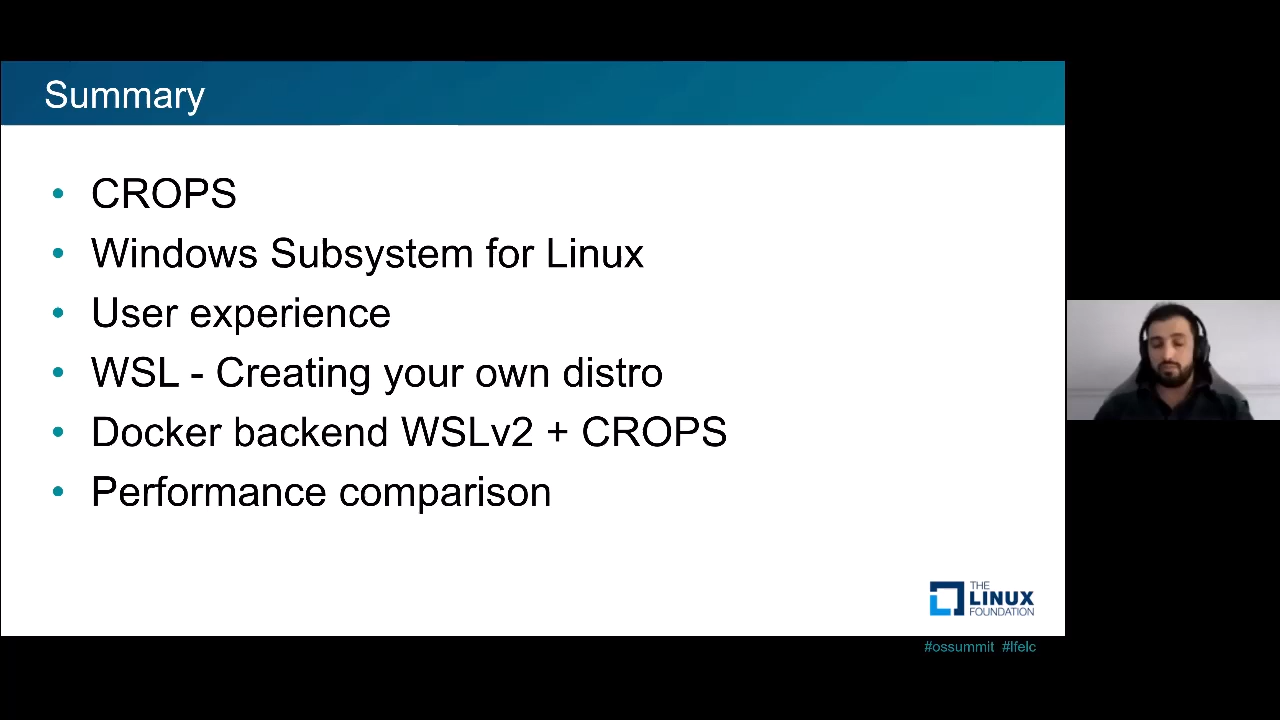 Summary
• CROPS
• Windows Subsystem for Linux
• User experience
• WSL - Creating your own distro
• Docker backend WSLv2 + CROPS
• Performance comparison
THE
LINUX
FOUNDATION
#ossummit #lfelc